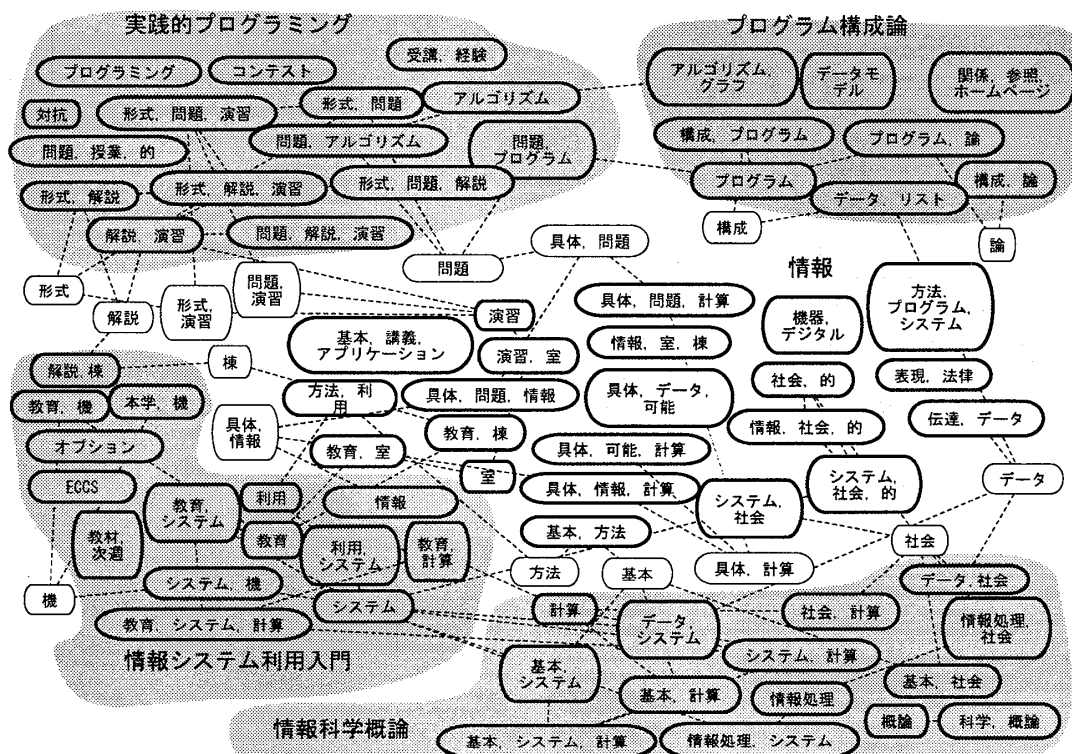 実践的プログラミング
プログラム構成論
プログラミング
コンテスト
受講, 経験
アルゴリズム,
グラフ
データモ
デル
関係, 参照,
ホームページ
対抗
形式, 問題, 演習
形式, 問題
アルゴリズム
問題, アルゴリズム
問題,
プログラム
構成, プログラム
プログラム, 論
問題, 授業, 的
形式, 解説
形式, 解説, 演習
形式, 問題, 解説
プログラム
構成, 論
データ, リスト
解説, 演習
問題, 解説, 演習
構成
論
具体, 問題
問題
情報
形式
解説
形式,
演習
問題,
演習
演習
具体, 問題, 計算
機器,
デジタル
方法,
プログラム,
システム
基本, 講義,
アプリケーション
演習, 室
情報, 室, 棟
解説, 棟
棟
方法, 利
用
具体, 問題, 情報
具体, データ,
可能
社会, 的
表現, 法律
教育, 機
本学, 機
具体,
情報
教育, 棟
情報, 社会, 的
伝達, データ
オプション
教育, 室
室
具体, 可能, 計算
ECCS
教育,
システム
利用
情報
具体, 情報, 計算
システム,
社会
システム,
社会, 的
データ
教材,
次週
教育
利用,
システム
教育,
計算
基本, 方法
社会
機
システム, 機
システム
方法
基本
具体, 計算
データ, 社会
教育, システム, 計算
計算
データ,
システム
社会, 計算
情報処理,
社会
情報システム利用入門
基本,
システム
システム, 計算
基本, 計算
情報処理
基本, 社会
情報科学概論
概論
科学, 概論
基本, システム, 計算
情報処理, システム